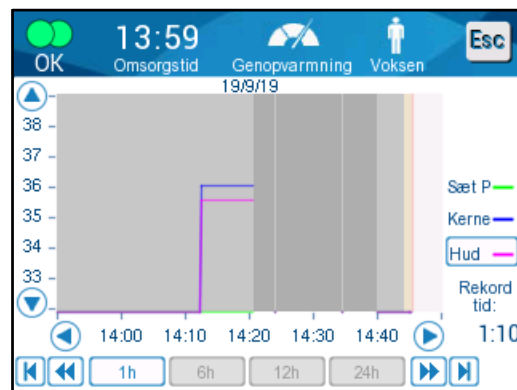 13:59
Esc
OK
Omsorgstid
Genopvarmning
Voksen
19/9/19
38
37
36
35
34
33
Sæt P
Kerne
Hud
Rekord
tid:
1:10
14:00 14:10 14:20 14:30 14:40
1h 6h 12h 24h